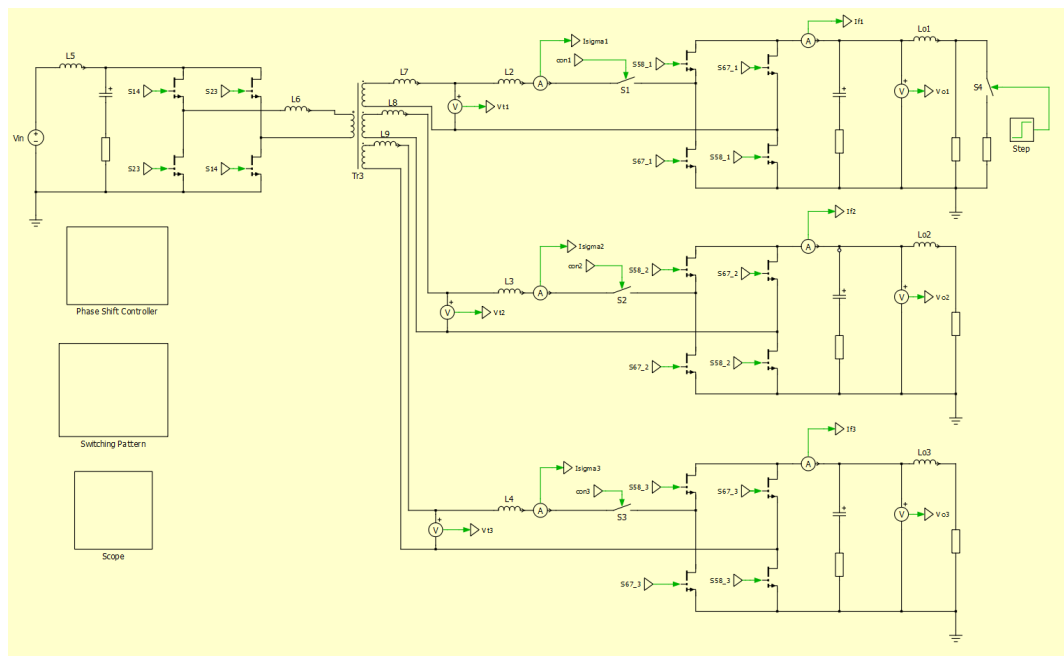 L5
Vin
S14
S23
S23
S14
L6
Tr3
L7
L8
L9
Vt1
L2
A
V
Isigma1
con1
S1
S58_1
S67_1
S67_1
S58_1
A
If1
V
Vo1
Lo1
S4
Step
Vt2
L3
A
V
Isigma2
con2
S2
S58_2
S67_2
S67_2
S58_2
A
If2
V
Vo2
Lo2
Vt3
L4
A
V
Isigma3
con3
S3
S58_3
S67_3
S67_3
S58_3
A
If3
V
Vo3
Lo3
Phase Shift Controller
Switching Pattern
Scope